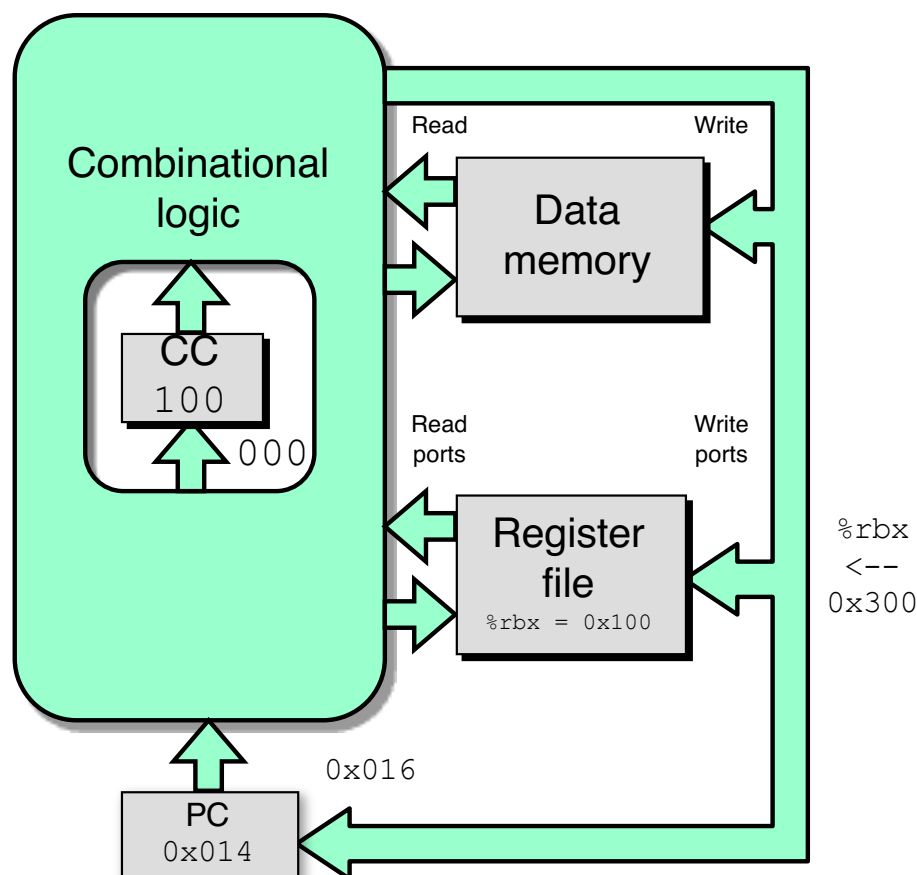 Combinational
logic
Read
Write
Data
memory
CC
100
000
Read
ports
Write
ports
Register
file
%rbx = 0x100
%rbx
<--
0x300
0x016
PC
0x014